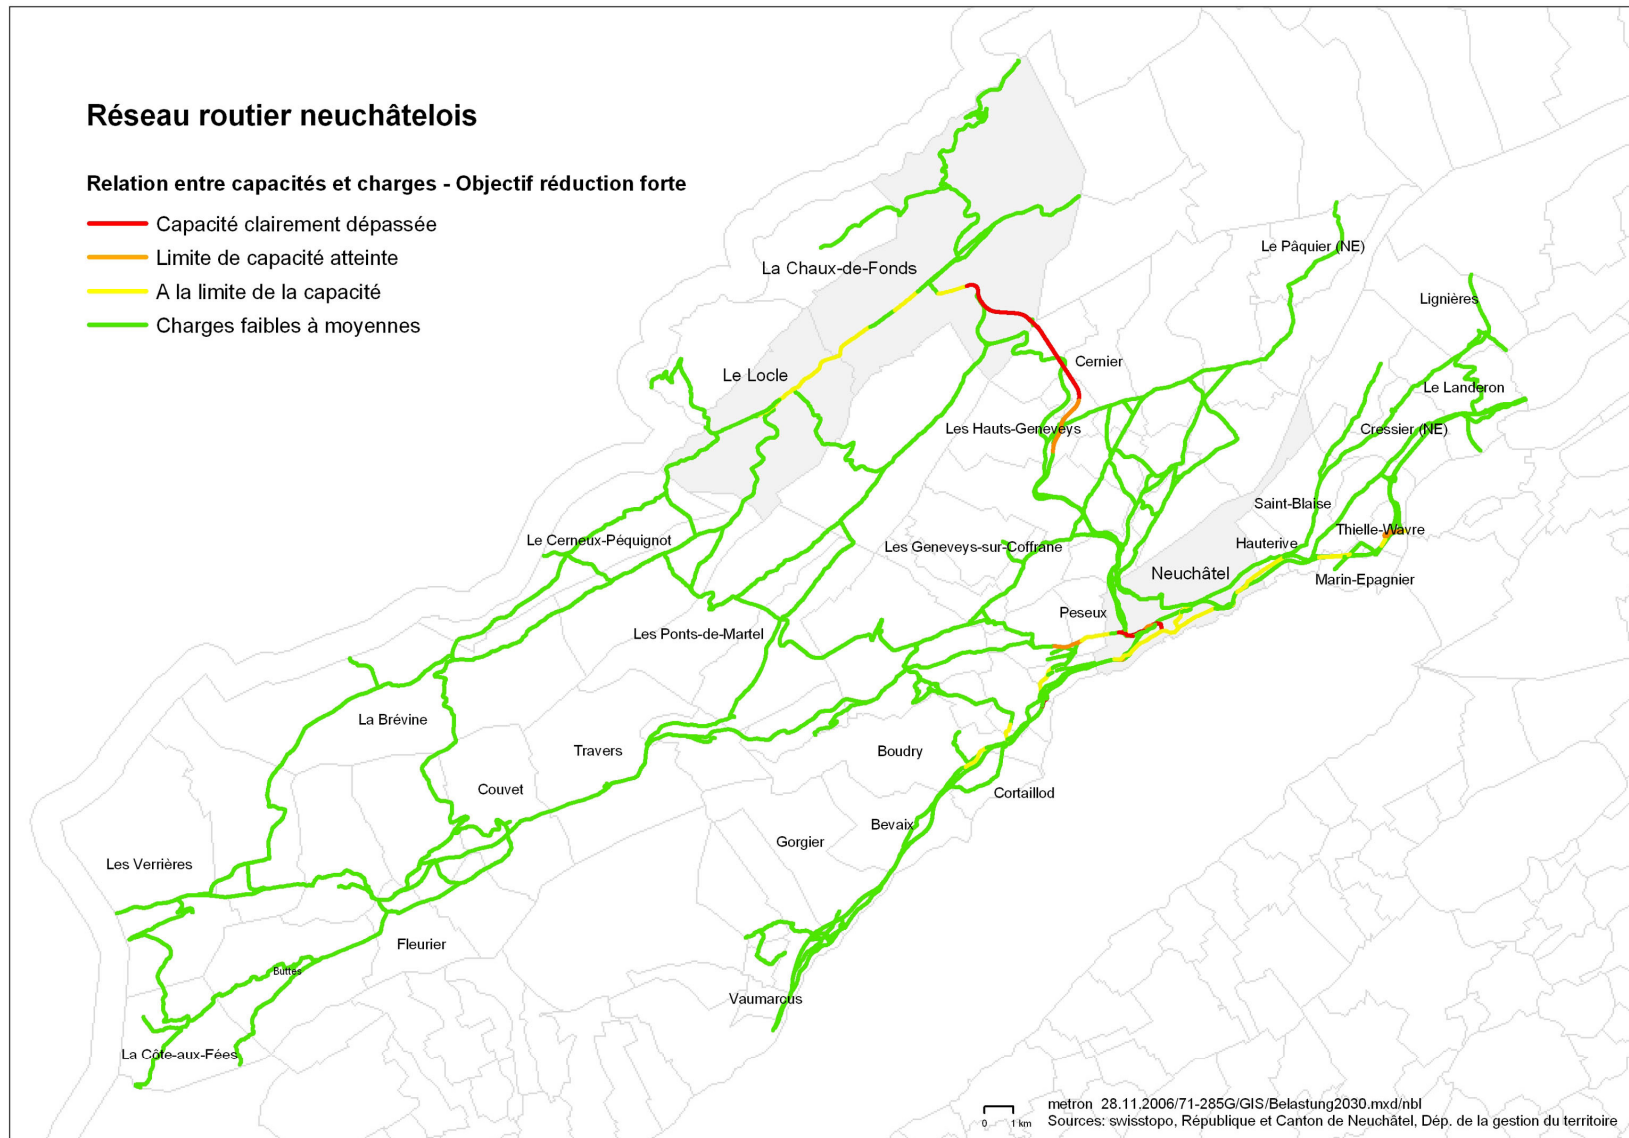 Réseau routier neuchâtelois
Relation entre capacités et charges - Objectif réduction forte
Capacité clairement dépassée
Limite de capacité atteinte
A la limite de la capacité
Charges faibles à moyennes
La Chaux-de-Fonds
Le Pâquier (NE)
Lignières
Cernier
Le Locle
Le Landeron
Les Hauts-Geneveys
Cressier (NE)
Saint-Blaise
Thielle-Wavre
Le Cerneux-Péquignot
Les Geneveys-sur-Coffrane
Hauterive
Neuchâtel
Marin-Epagnier
Peseux
Les Ponts-de-Martel
La Brévine
Travers
Boudry
Couvet
Cortaillod
Bevaix
Gorgier
Les Verrières
Fleurier
Buttes
Vaumarcus
La Côte-aux-Fées
0 1 km
metron 28.11.2006/71-285G/GIS/Belastung2030.mxd/nbl
Sources: swisstopo, République et Canton de Neuchâtel, Dép. de la gestion du territoire